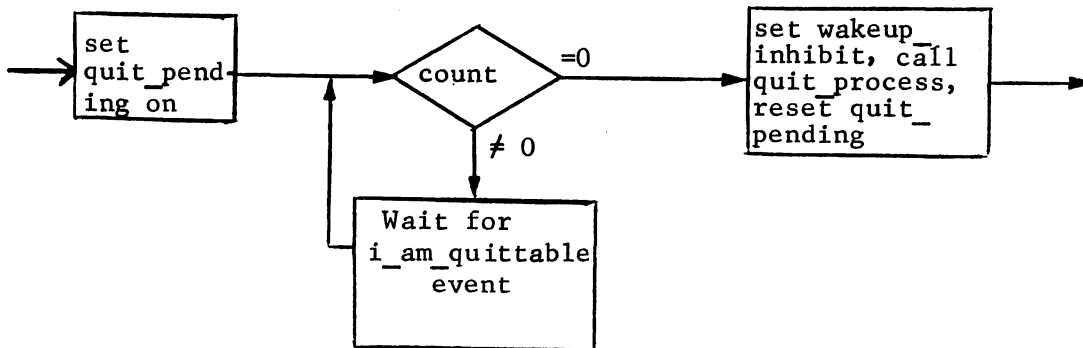 set
quit_pend
ing on
count
=0
≠ 0
Wait for
i_am_quittable
event
set wakeup_
inhibit, call
quit_process,
reset quit_
pending